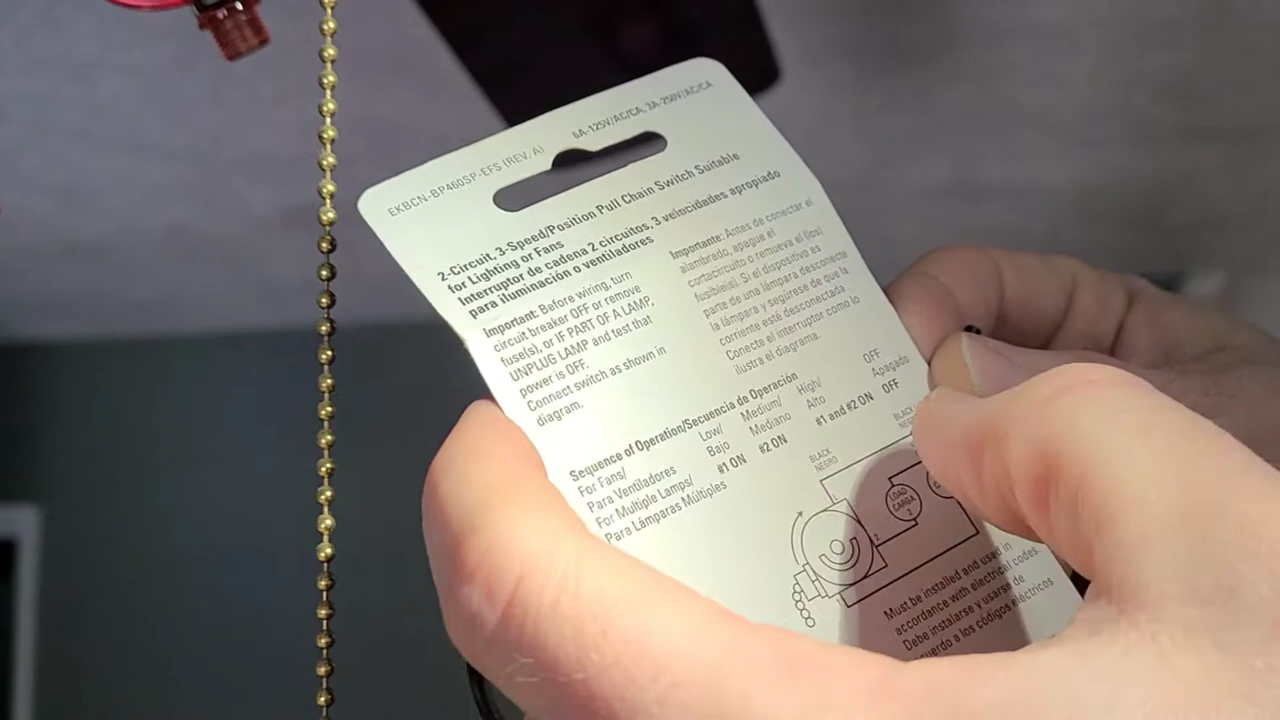 EKBCN-BP460SP-EFS (REV. A)
6A-125V/AC/CA; 3A-250V/AC/CA
2-Circuit, 3-Speed/Position Pull Chain Switch Suitable
for Lighting or Fans
Interruptor de cadena 2 circuitos, 3 velocidades apropiado
para iluminación o ventiladores
Important: Before wiring, turn
circuit breaker OFF or remove
fuse(s), or IF PART OF A LAMP,
UNPLUG LAMP and test that
power is OFF.
Connect switch as shown in
diagram.
Importante: Antes de conectar el
alambrado, apague el
cortacircuito o remueva el (los)
fusible(s). Si el dispositivo es
parte de una lámpara desconecte
la lámpara y segúrese de que la
corriente esté desconectada.
Conecte el interruptor como lo
ilustra el diagrama.
Sequence of Operation/Secuencia de Operación
For Fans/ Low/ Medium/ High/ OFF
Para Ventiladores Bajo Mediano Alto Apagado
For Multiple Lamps/ #1 ON #2 ON #1 and #2 ON OFF
Para Lámparas Múltiples
BLACK
NEGRO
BLACK
L
2
LOAD
CARGA
2
Must be installed and used in
accordance with electrical codes.
Debe instalarse y usarse de
cuerdo a los códigos eléctricos